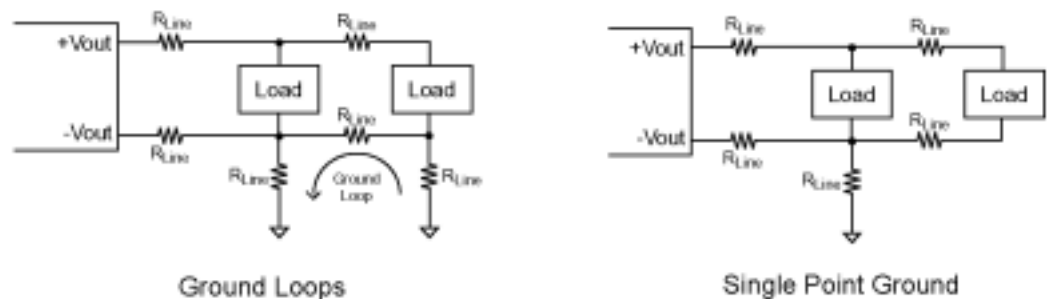 RLine
RLine
+Vout
Load
Load
RLine
-Vout
RLine
RLine
Ground
Loop
RLine
Ground Loops
RLine
RLine
+Vout
Load
Load
RLine
-Vout
RLine
RLine
Single Point Ground